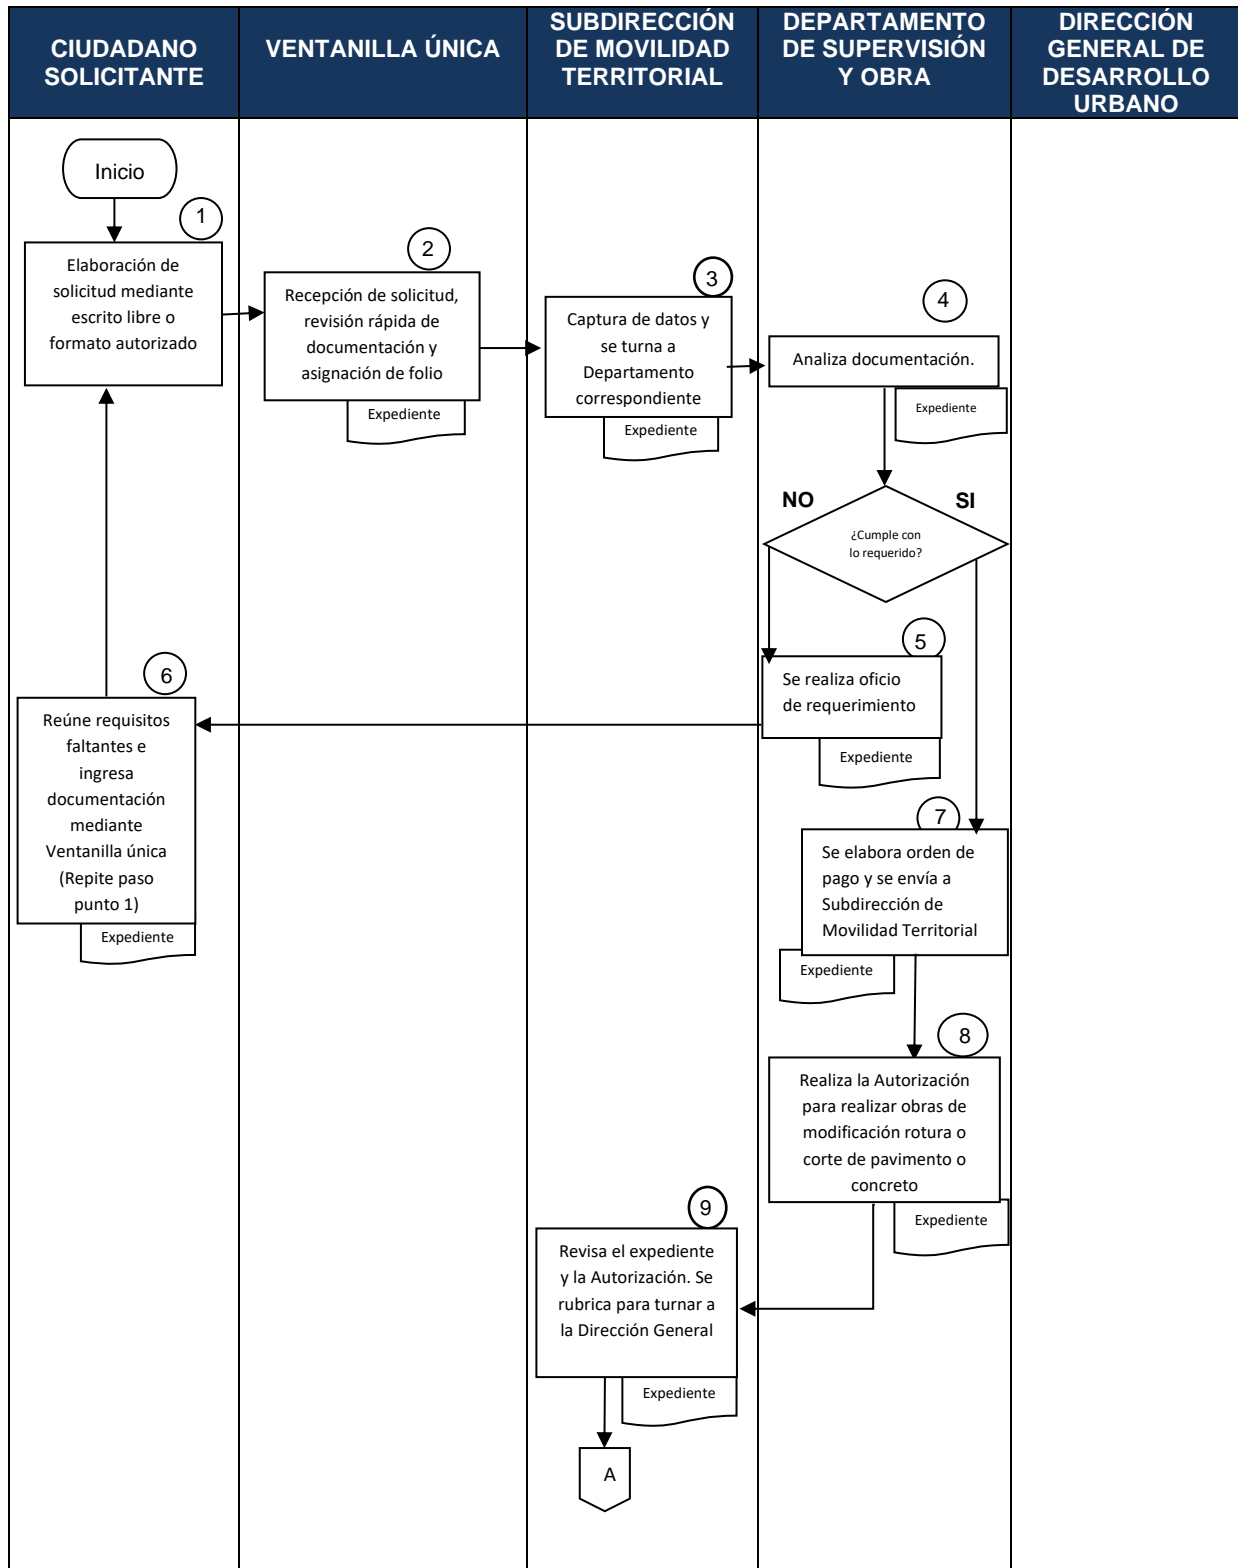 CIUDADANO
SOLICITANTE
VENTANILLA ÚNICA
SUBDIRECCIÓN
DE MOVILIDAD
TERRITORIAL
DEPARTAMENTO
DE SUPERVISIÓN
Y OBRA
DIRECCIÓN
GENERAL DE
DESARROLLO
URBANO
Inicio
1
Elaboración de
solicitud mediante
escrito libre o
formato autorizado
2
Recepción de solicitud,
revisión rápida de
documentación y
asignación de folio
Expediente
3
Captura de datos y
se turna a
Departamento
correspondiente
Expediente
4
Analiza documentación.
Expediente
NO
SI
¿Cumple con
lo requerido?
5
Se realiza oficio
de requerimiento
Expediente
6
Reúne requisitos
faltantes e
ingresa
documentación
mediante
Ventanilla única
(Repite paso
punto 1)
Expediente
7
Se elabora orden de
pago y se envía a
Subdirección de
Movilidad Territorial
Expediente
8
Realiza la Autorización
para realizar obras de
modificación rotura o
corte de pavimento o
concreto
Expediente
9
Revisa el expediente
y la Autorización. Se
rubrica para turnar a
la Dirección General
Expediente
A